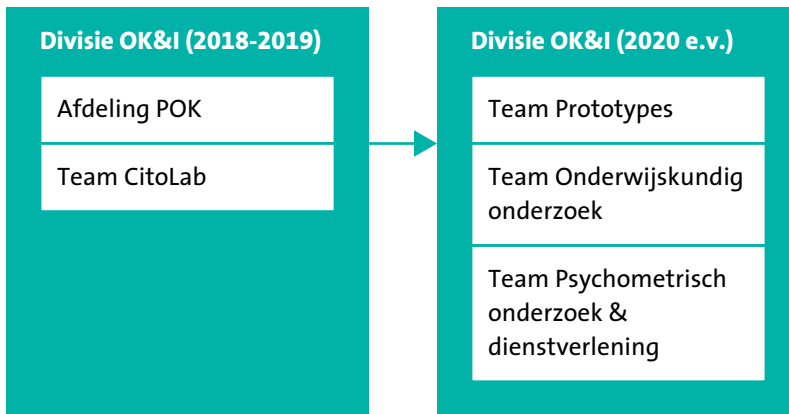 Divisie OK&I (2018-2019)
Afdeling POK
Team CitoLab
Divisie OK&I (2020 e.v.)
Team Prototypes
Team Onderwijskundig
onderzoek
Team Psychometrisch
onderzoek &
dienstverlening